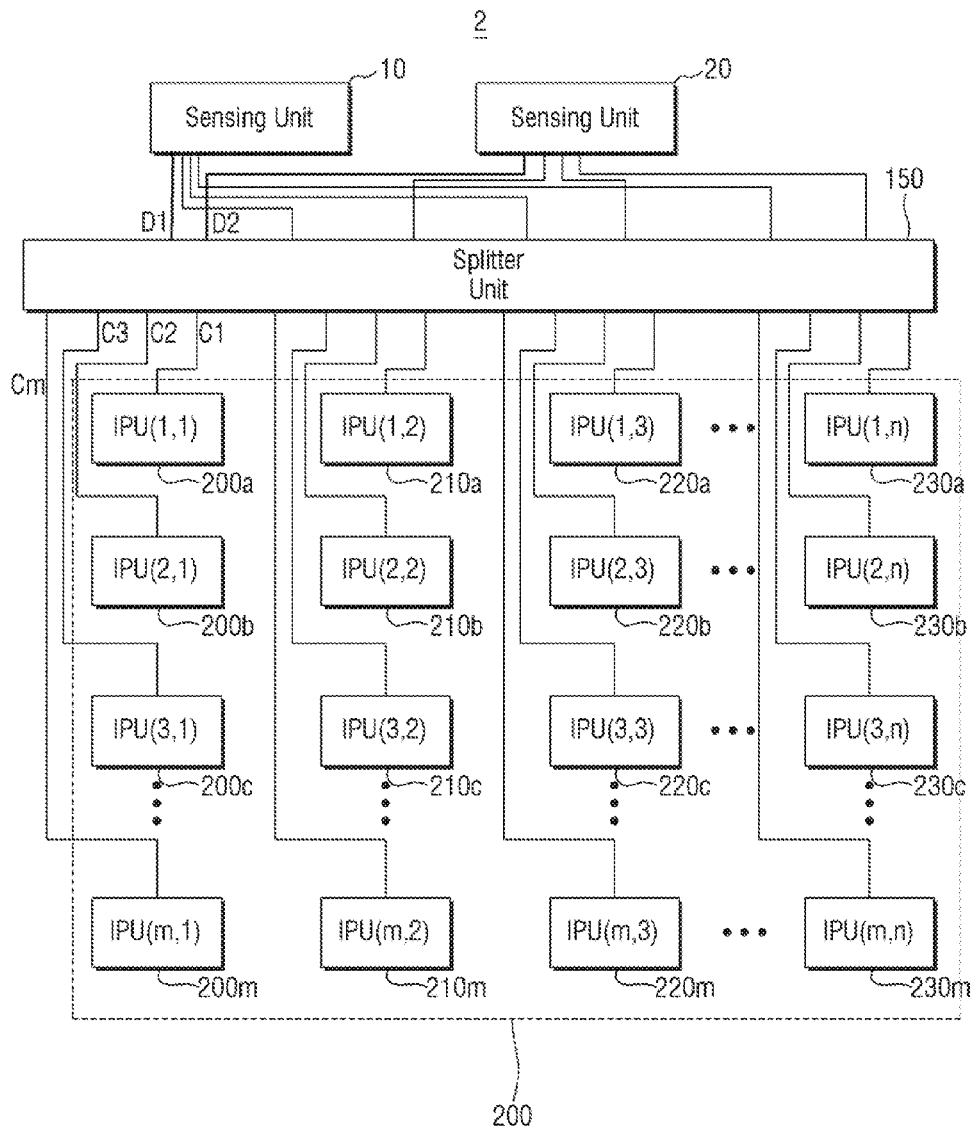 2
10
20
Sensing Unit
Sensing Unit
150
D1
D2
Splitter
Unit
C3
C2
C1
Cm
IPU(1,1)
IPU(1,2)
IPU(1,3)
IPU(1,n)
200a
210a
220a
230a
IPU(2,1)
IPU(2,2)
IPU(2,3)
IPU(2,n)
200b
210b
220b
230b
IPU(3,1)
IPU(3,2)
IPU(3,3)
IPU(3,n)
200c
210c
220c
230c
IPU(m,1)
IPU(m,2)
IPU(m,3)
IPU(m,n)
200m
210m
220m
230m
200